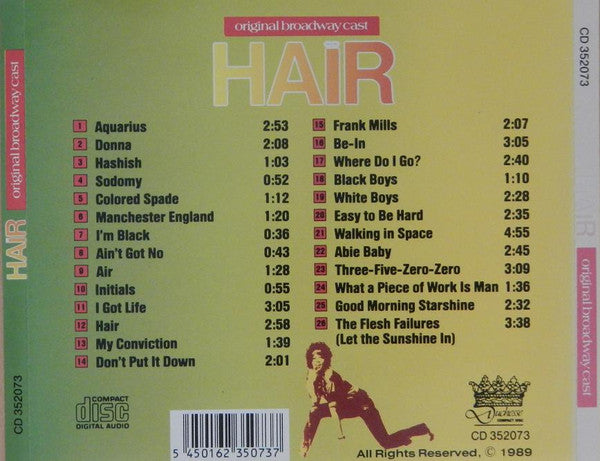 original broadway cast
HAIR
1 Aquarius 2:53
2 Donna 2:08
3 Hashish 1:03
4 Sodomy 0:52
5 Colored Spade 1:12
6 Manchester England 1:20
7 I'm Black 0:36
8 Ain't Got No 0:43
9 Air 1:28
10 Initials 0:55
11 I Got Life 3:05
12 Hair 2:58
13 My Conviction 1:39
14 Don't Put It Down 2:01
15 Frank Mills 2:07
16 Be-In 3:05
17 Where Do I Go? 2:40
18 Black Boys 1:10
19 White Boys 2:28
20 Easy to Be Hard 2:35
21 Walking in Space 4:55
22 Abie Baby 2:45
23 Three-Five-Zero-Zero 3:09
24 What a Piece of Work Is Man 1:36
25 Good Morning Starshine 2:32
26 The Flesh Failures 3:38
(Let the Sunshine In)
COMPACT
disc
DIGITAL AUDIO
5 450162 350737
Duchesse
COMPACT DISC
CD 352073
All Rights Reserved, © 1989
HAIR original broadway cast
CD 352073
CD 352073
HAIR
original broadway cast